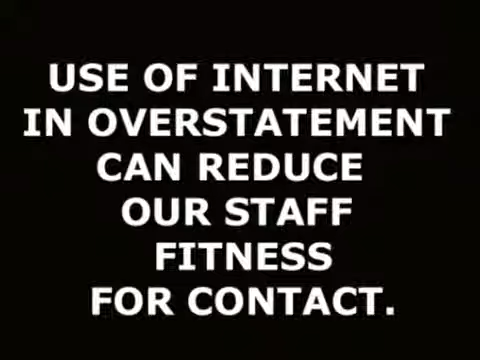 USE OF INTERNET
IN OVERSTATEMENT
CAN REDUCE
OUR STAFF
FITNESS
FOR CONTACT.